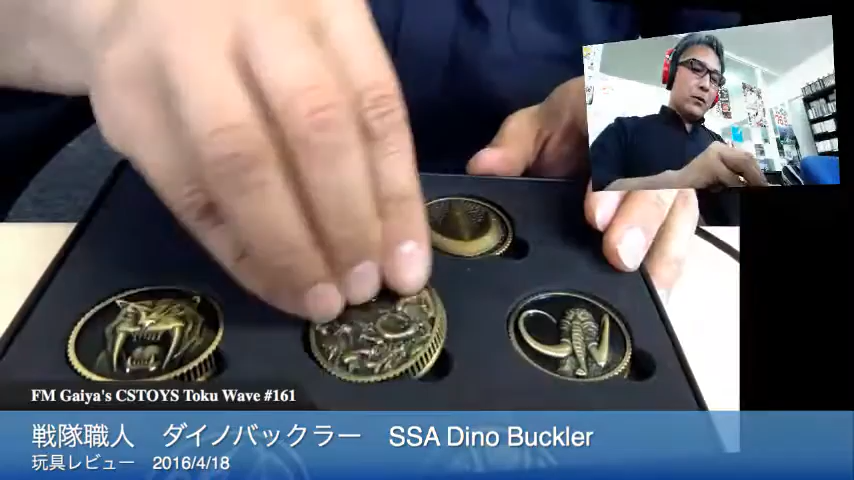 FM Gaiya's CSTOYS Toku Wave #161
戦隊職人　ダイノバックラー　SSA Dino Buckler
玩具レビュー　2016/4/18